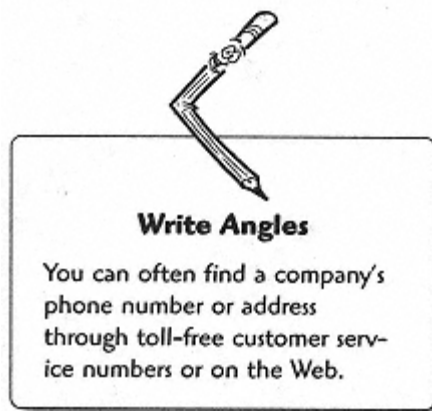 Write Angles
You can often find a company's
phone number or address
through toll-free customer serv-
ice numbers or on the Web.